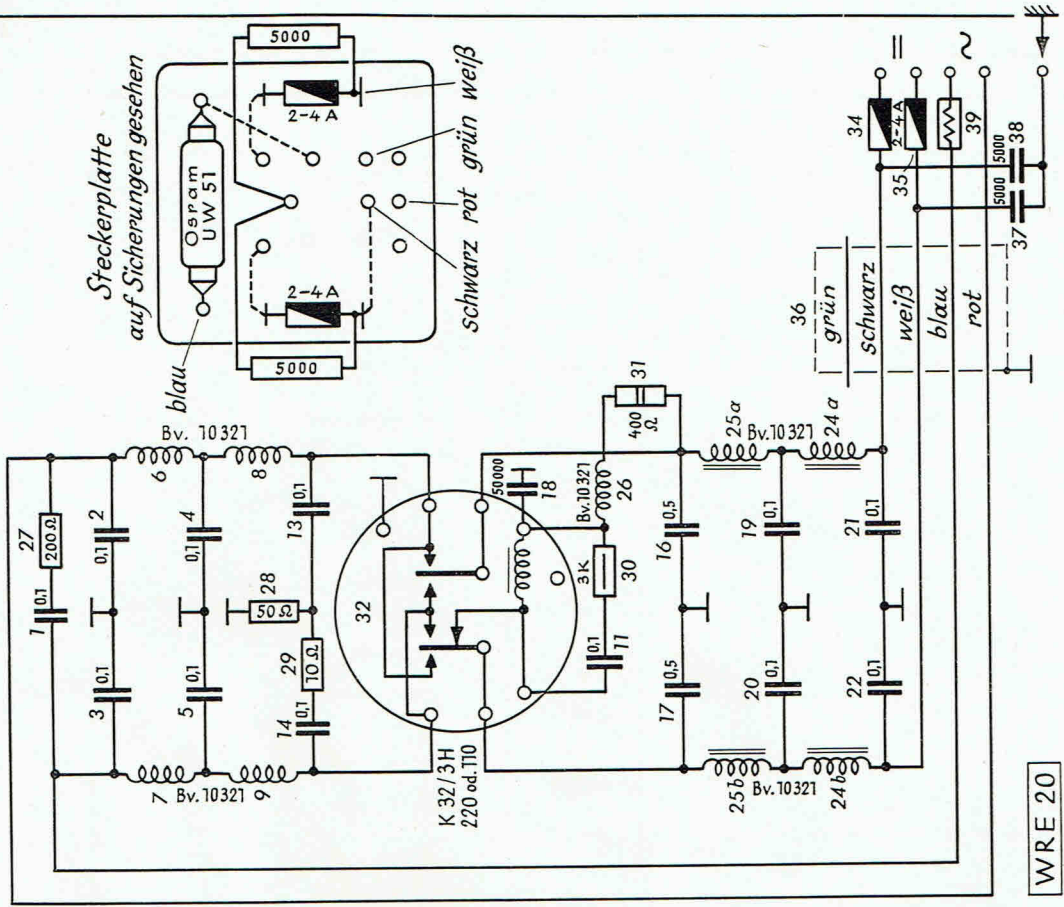 Steckerplatte
auf Sicherungen gesehen
blau
Osram
UW 51
5000
2-4 A
5000
2-4 A
schwarz rot grün weiß
1 0,1
27
200Ω
3 0,1
0,1 2
5 0,1
0,1 4
Bv. 10321
6
8
7
Bv. 10321
9
14 0,1
29
10 Ω
28
50 Ω
13 0,1
32
K 32/3H
220 od. 110
50000
18
Bv.10321
26
31
400
Ω
3K
30
0,1
11
17 0,5
16 0,5
20 0,1
19 0,1
22 0,1
21 0,1
25a
Bv.10321
24a
25b
Bv.10321
24b
36
grün
schwarz
weiß
blau
rot
34
2-4 A
35
39
=
~
5000
5000
37
38
WRE 20